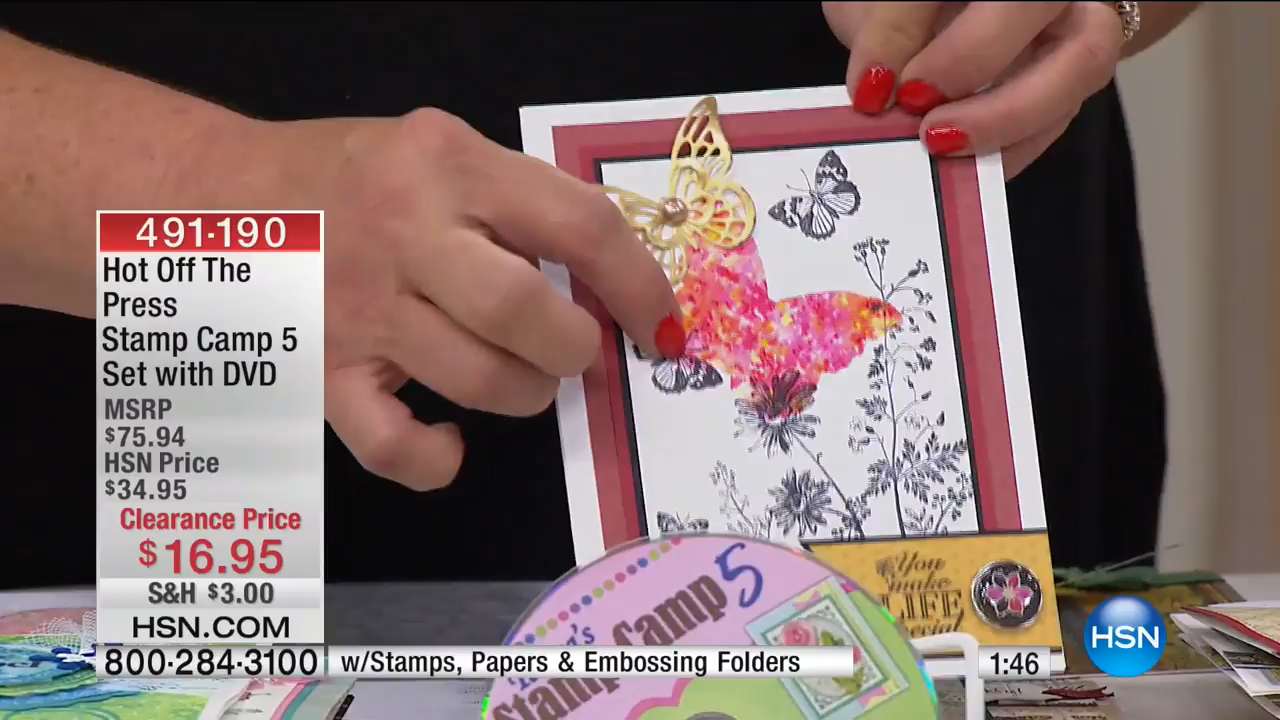 491-190
Hot Off The
Press
Stamp Camp 5
Set with DVD
MSRP
$75.94
HSN Price
$34.95
Clearance Price
$16.95
S&H $3.00
HSN.COM
800-284-3100
w/Stamps, Papers & Embossing Folders
1:46
HSN
You
make
LIFE
Special
Stamp Camp 5